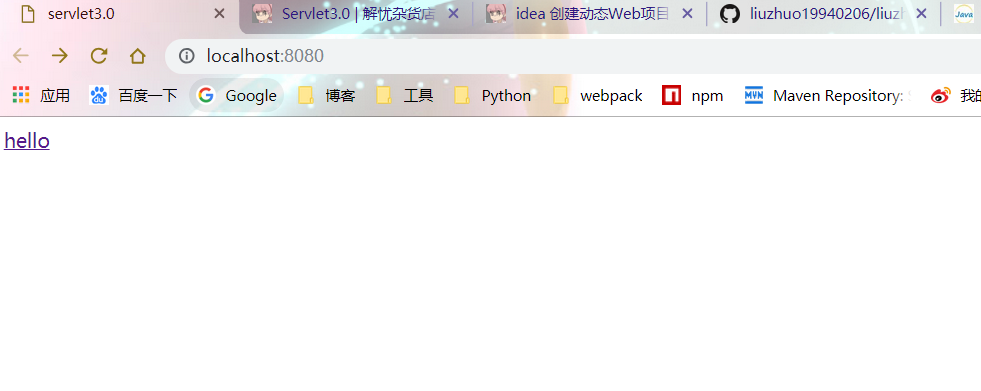 servlet3.0 Servlet3.0 | 解忧杂货店 idea 创建动态Web项目 liuzhuo19940206/liuzh Java
localhost:8080
应用 百度一下 Google 博客 工具 Python webpack npm MVN Maven Repository: 我的
hello